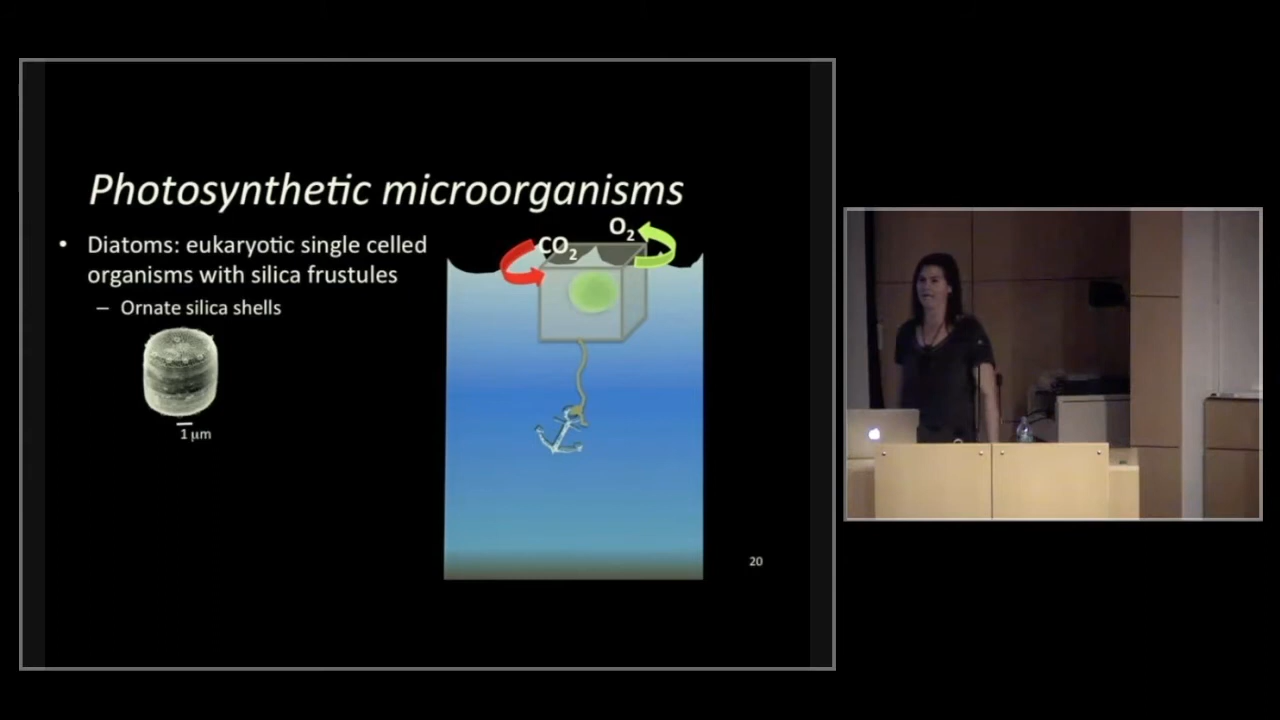 Photosynthetic microorganisms
• Diatoms: eukaryotic single celled
organisms with silica frustules
– Ornate silica shells
1 μm
CO₂
O₂
20